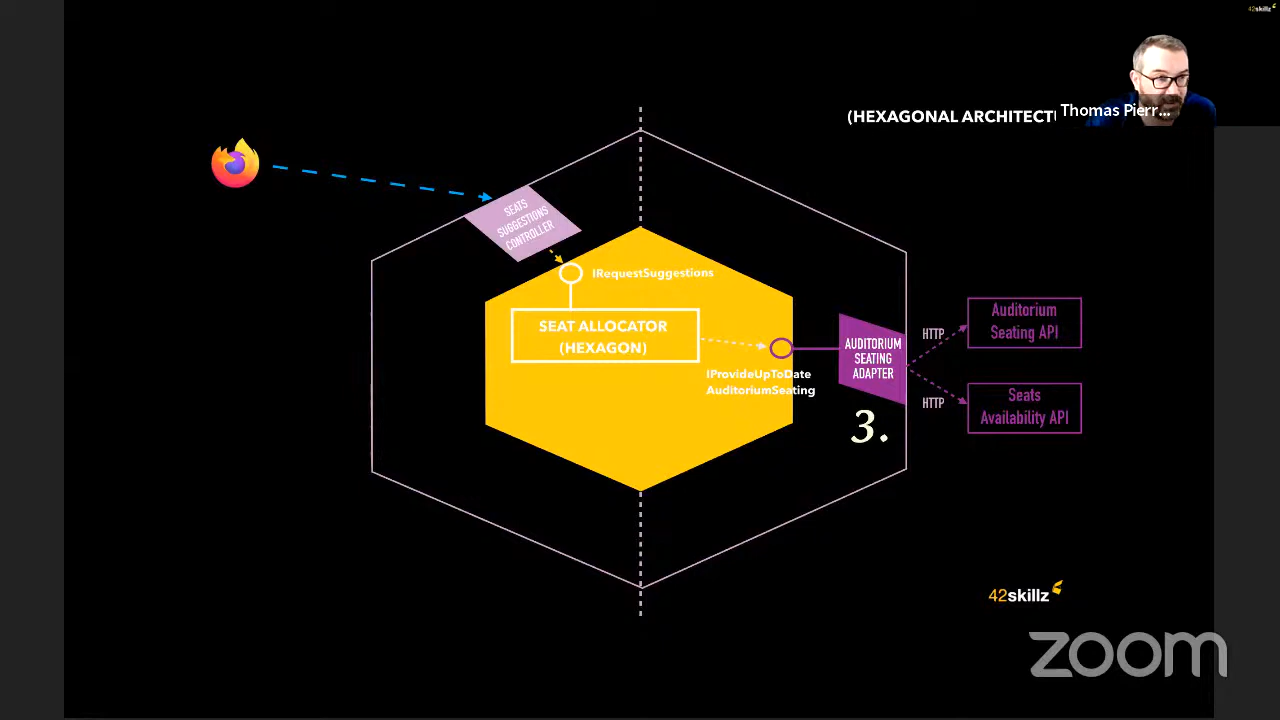 42skillz
(HEXAGONAL ARCHITECTU
Thomas Pierr...
SEATS
SUGGESTIONS
CONTROLLER
IRequestSuggestions
SEAT ALLOCATOR
(HEXAGON)
IProvideUpToDate
AuditoriumSeating
AUDITORIUM
SEATING
ADAPTER
3.
HTTP
HTTP
Auditorium
Seating API
Seats
Availability API
42skillz
zoom